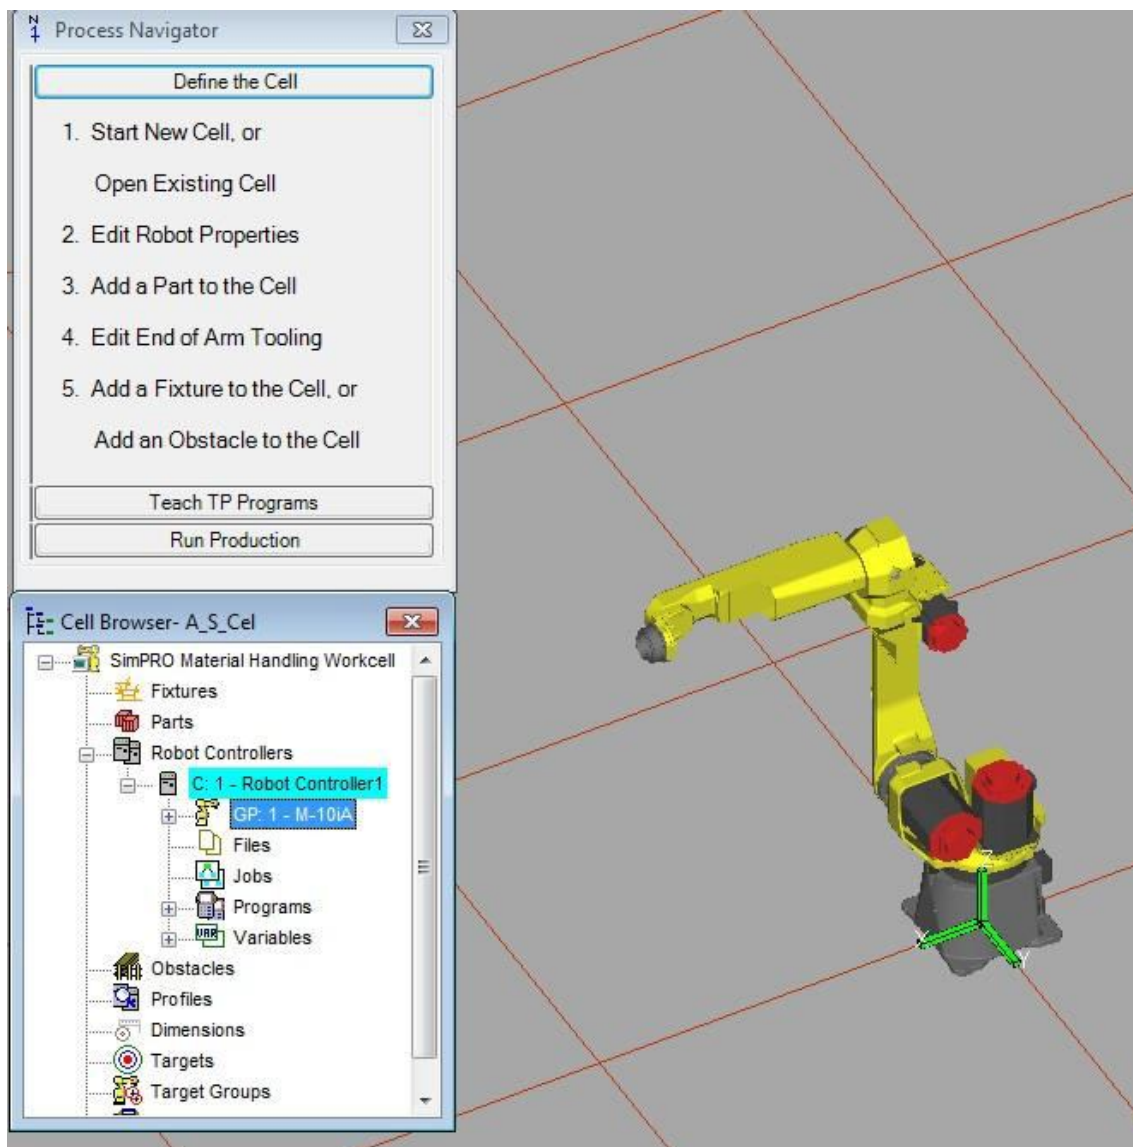 Process Navigator
Define the Cell
1. Start New Cell, or
Open Existing Cell
2. Edit Robot Properties
3. Add a Part to the Cell
4. Edit End of Arm Tooling
5. Add a Fixture to the Cell, or
Add an Obstacle to the Cell
Teach TP Programs
Run Production
Cell Browser- A_S_Cel
SimPRO Material Handling Workcell
Fixtures
Parts
Robot Controllers
C: 1 - Robot Controller1
GP: 1 - M-10iA
Files
Jobs
Programs
VAR Variables
Obstacles
Profiles
Dimensions
Targets
Target Groups
Z
X
Y